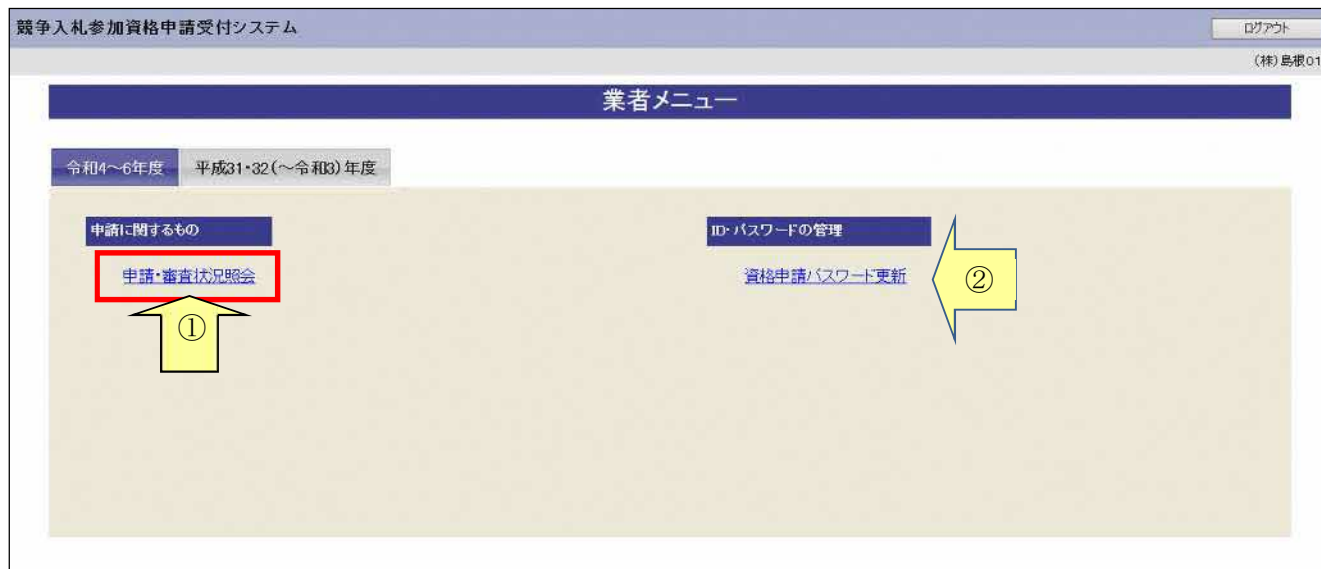 競争入札参加資格申請受付システム
ログアウト
(株)島根01
業者メニュー
令和4～6年度
平成31・32(～令和3)年度
申請に関するもの
ID・パスワードの管理
申請・審査状況照会
資格申請パスワード更新
②
①